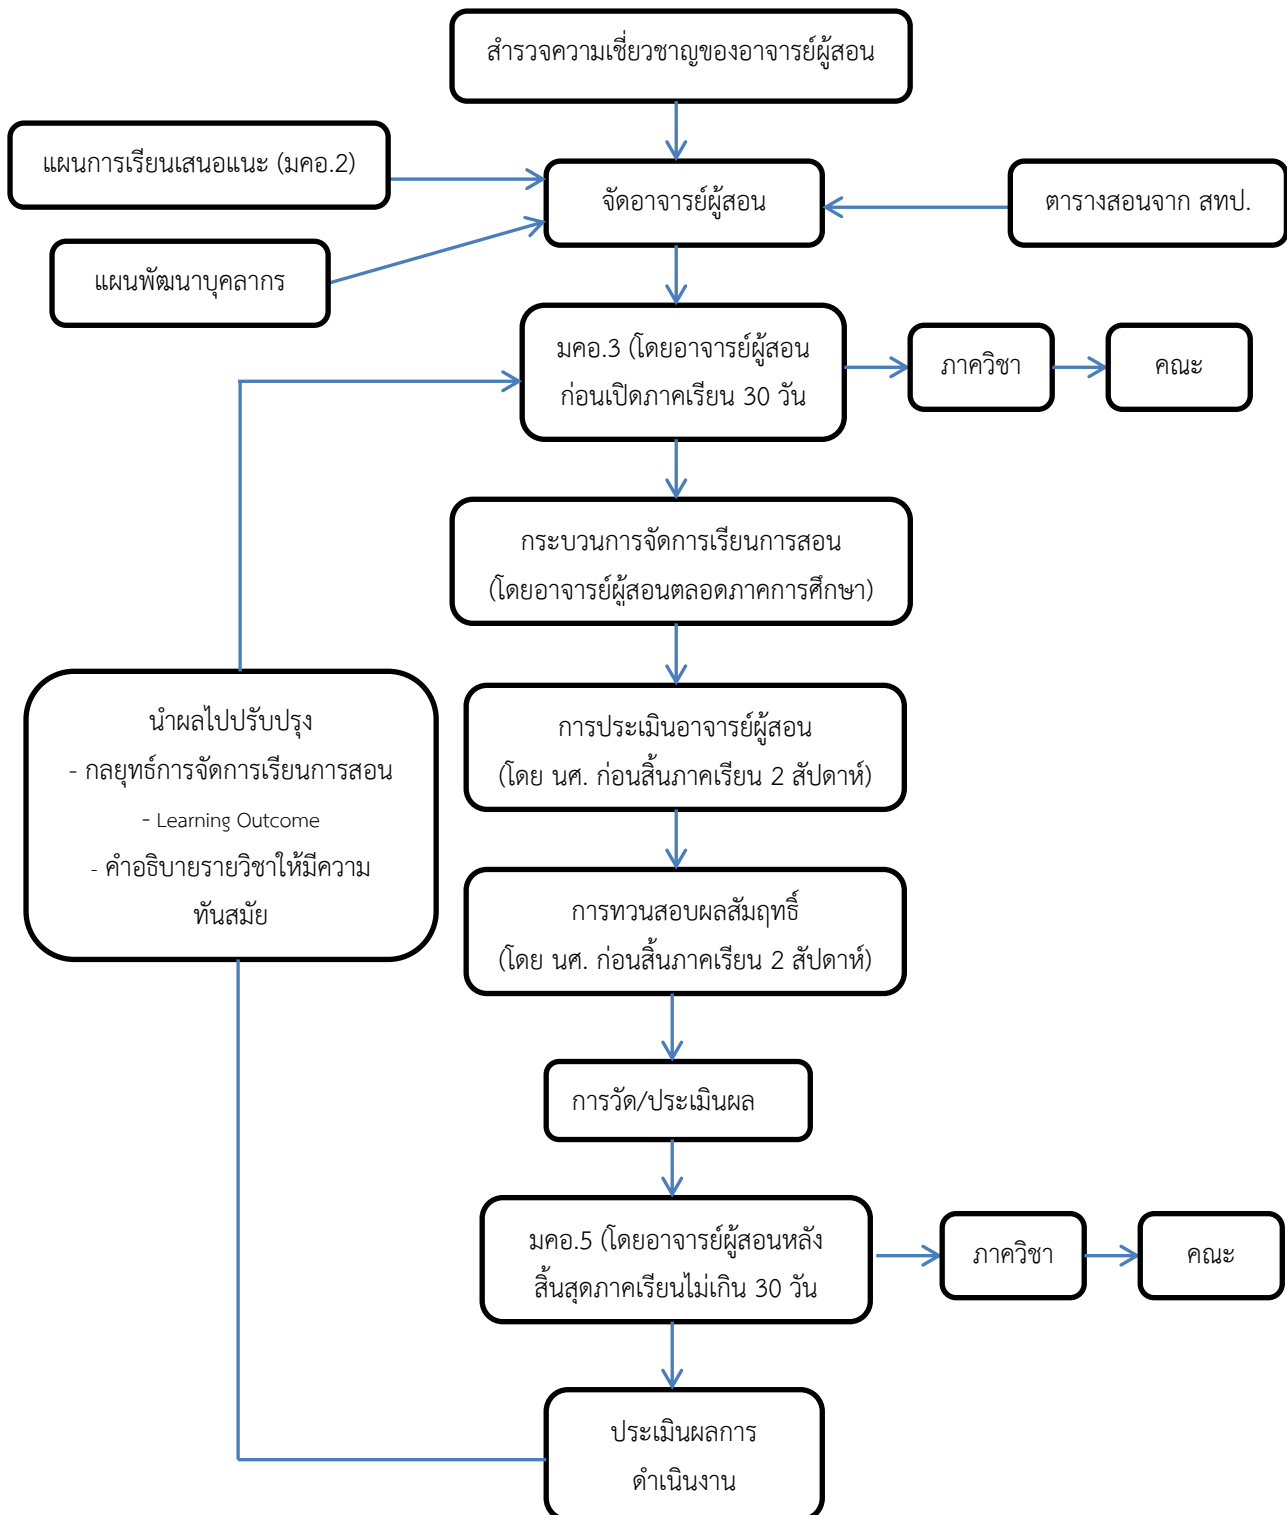 สำรวจความเชี่ยวชาญของอาจารย์ผู้สอน
แผนการเรียนเสนอแนะ (มคอ.2)
จัดอาจารย์ผู้สอน
ตารางสอนจาก สทป.
แผนพัฒนาบุคลากร
มคอ.3 (โดยอาจารย์ผู้สอน
ก่อนเปิดภาคเรียน 30 วัน
ภาควิชา
คณะ
กระบวนการจัดการเรียนการสอน
(โดยอาจารย์ผู้สอนตลอดภาคการศึกษา)
นำผลไปปรับปรุง
- กลยุทธ์การจัดการเรียนการสอน
- Learning Outcome
- คำอธิบายรายวิชาให้มีความ
ทันสมัย
การประเมินอาจารย์ผู้สอน
(โดย นศ. ก่อนสิ้นภาคเรียน 2 สัปดาห์)
การทวนสอบผลสัมฤทธิ์
(โดย นศ. ก่อนสิ้นภาคเรียน 2 สัปดาห์)
การวัด/ประเมินผล
มคอ.5 (โดยอาจารย์ผู้สอนหลัง
สิ้นสุดภาคเรียนไม่เกิน 30 วัน
ภาควิชา
คณะ
ประเมินผลการ
ดำเนินงาน